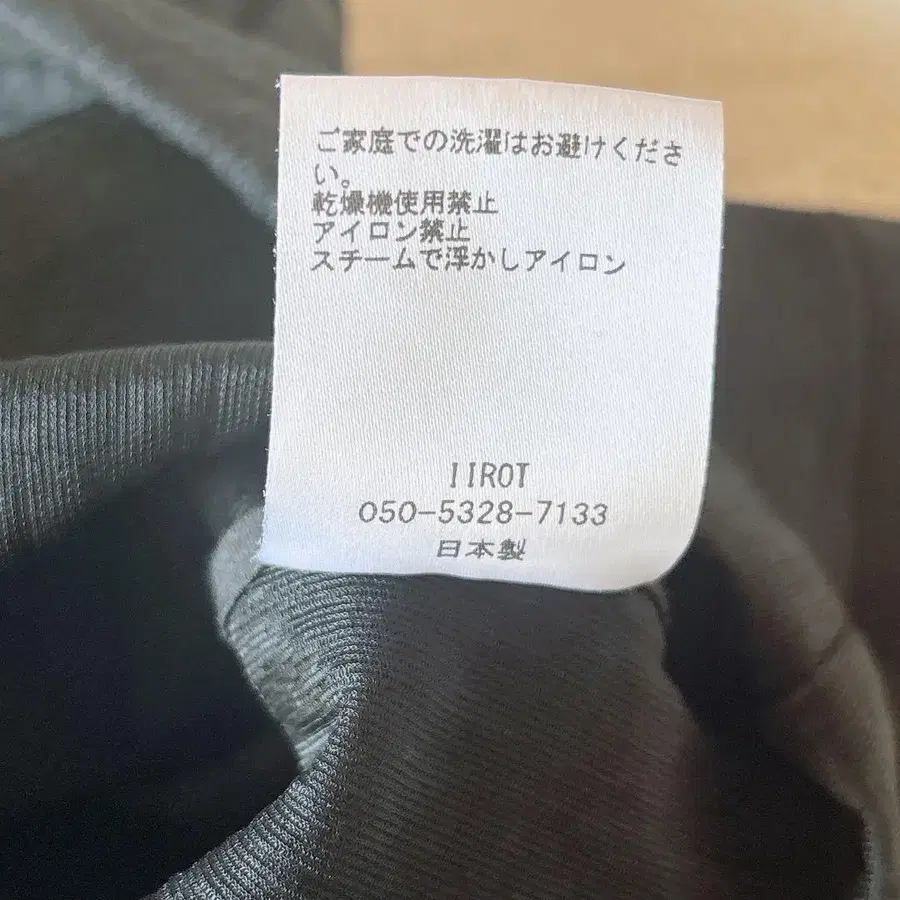 ご家庭での洗濯はお避けくださ
い。
乾燥機使用禁止
アイロン禁止
スチームで浮かしアイロン
IIROT
050-5328-7133
日本製